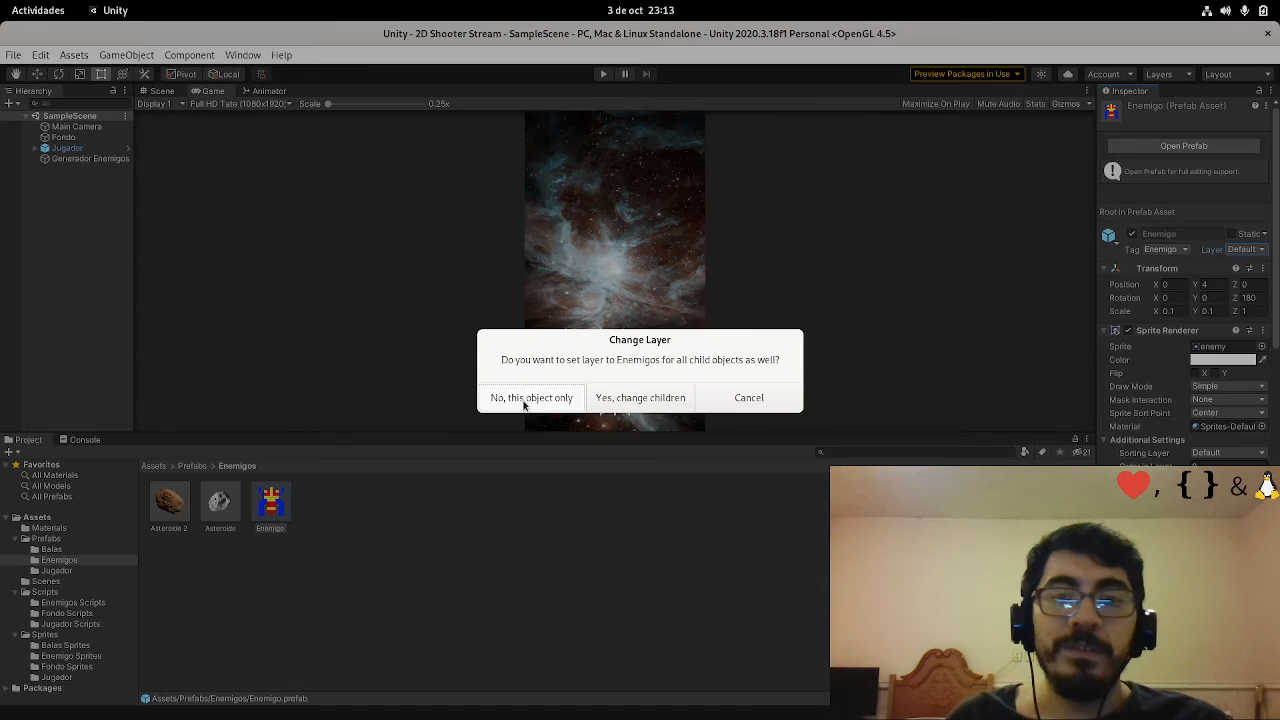 Actividades
Unity
3 de oct 23:13
Unity - 2D Shooter Stream - SampleScene - PC, Mac & Linux Standalone - Unity 2020.3.18f1 Personal <OpenGL 4.5>
File Edit Assets GameObject Component Window Help
Pivot Local
Preview Packages in Use
Account Layers Layout
Hierarchy
Scene Game Animator
Inspector
All
Display 1 Full HD Tate (1080x1920) Scale 0.25x
Maximize On Play Mute Audio Stats Gizmos
SampleScene
Main Camera
Fondo
Jugador
Generador Enemigos
Enemigo (Prefab Asset)
Open Prefab
Open Prefab for full editing support.
Root in Prefab Asset
Enemigo Static
Tag Enemigo Layer Default
Transform
Position X 0 Y 4 Z 0
Rotation X 0 Y 0 Z 180
Scale X 0.1 Y 0.1 Z 1
Sprite Renderer
Sprite enemy
Color
Flip X Y
Draw Mode Simple
Mask Interaction None
Sprite Sort Point Center
Material Sprites-Defaul
Additional Settings
Sorting Layer Default
Change Layer
Do you want to set layer to Enemigos for all child objects as well?
No, this object only
Yes, change children
Cancel
Project Console
21
Favorites
All Materials
All Models
All Prefabs
Assets
Materials
Prefabs
Balas
Enemigos
Jugador
Scenes
Scripts
Enemigos Scripts
Fondo Scripts
Jugador Scripts
Sprites
Balas Sprites
Enemigo Sprites
Fondo Sprites
Jugador
Packages
Assets Prefabs Enemigos
Asteroide 2
Asteroide
Enemigo
Assets/Prefabs/Enemigos/Enemigo.prefab
, { } &